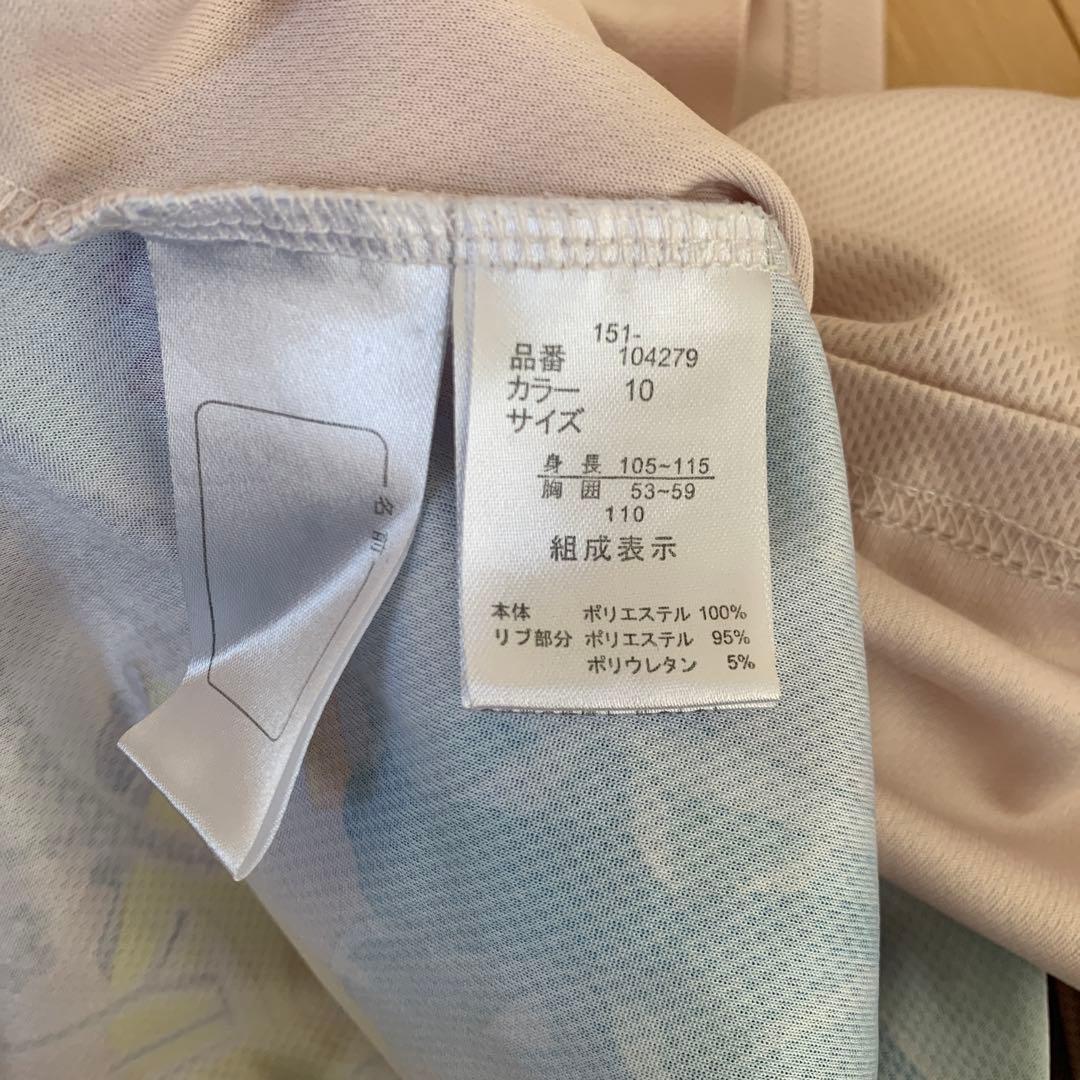 151-
品番 104279
カラー 10
サイズ
身長 105~115
胸囲 53~59
110
組成表示
本体 ポリエステル 100%
リブ部分 ポリエステル 95%
ポリウレタン 5%
名前